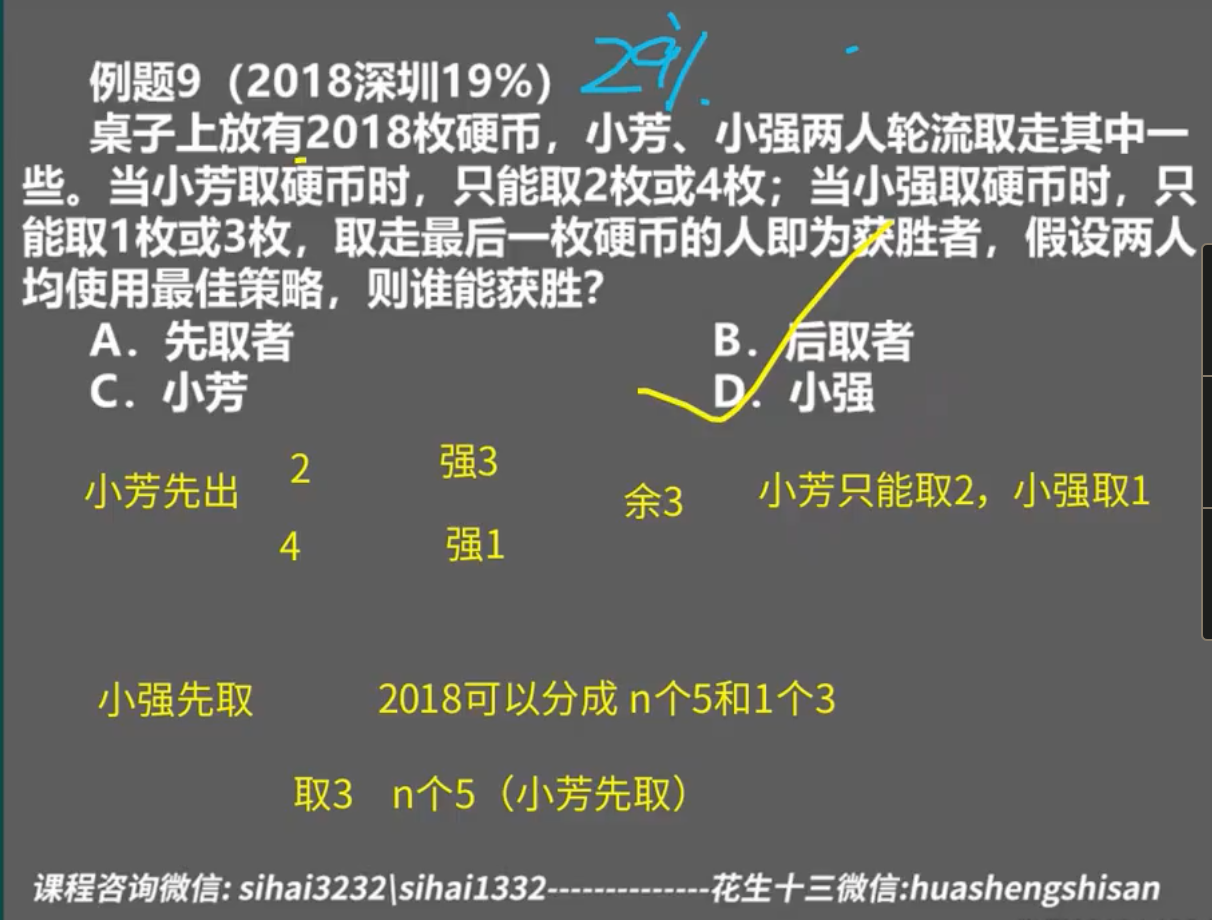 例题9（2018深圳19%） 29%.
桌子上放有2018枚硬币，小芳、小强两人轮流取走其中一
些。当小芳取硬币时，只能取2枚或4枚；当小强取硬币时，只
能取1枚或3枚，取走最后一枚硬币的人即为获胜者，假设两人
均使用最佳策略，则谁能获胜？
A．先取者 B．后取者
C．小芳 D．小强
2 强3
小芳先出 余3 小芳只能取2，小强取1
4 强1
小强先取 2018可以分成 n个5和1个3
取3 n个5（小芳先取）
课程咨询微信: sihai3232\sihai1332--------------花生十三微信:huashengshisan